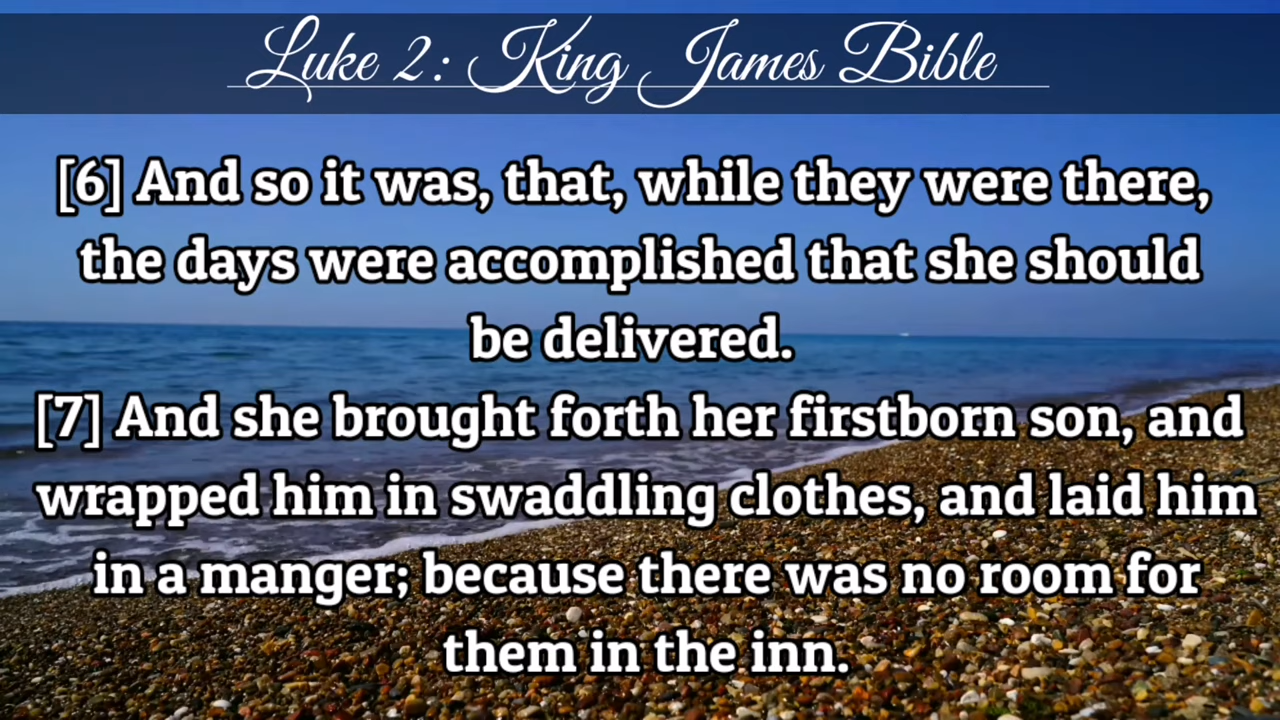 Luke 2: King James Bible
[6] And so it was, that, while they were there,
the days were accomplished that she should
be delivered.
[7] And she brought forth her firstborn son, and
wrapped him in swaddling clothes, and laid him
in a manger; because there was no room for
them in the inn.